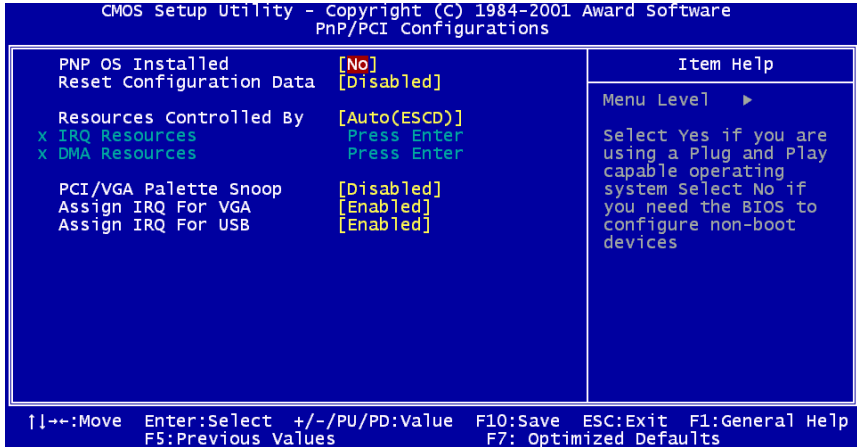 CMOS Setup Utility - Copyright (C) 1984-2001 Award Software
PnP/PCI Configurations
PNP OS Installed [No]
Reset Configuration Data [Disabled]
Resources Controlled By [Auto(ESCD)]
x IRQ Resources Press Enter
x DMA Resources Press Enter
PCI/VGA Palette Snoop [Disabled]
Assign IRQ For VGA [Enabled]
Assign IRQ For USB [Enabled]
Item Help
Menu Level ►
Select Yes if you are
using a Plug and Play
capable operating
system Select No if
you need the BIOS to
configure non-boot
devices
↑↓→←:Move Enter:Select +/-/PU/PD:Value F10:Save ESC:Exit F1:General Help
F5:Previous Values F7: Optimized Defaults